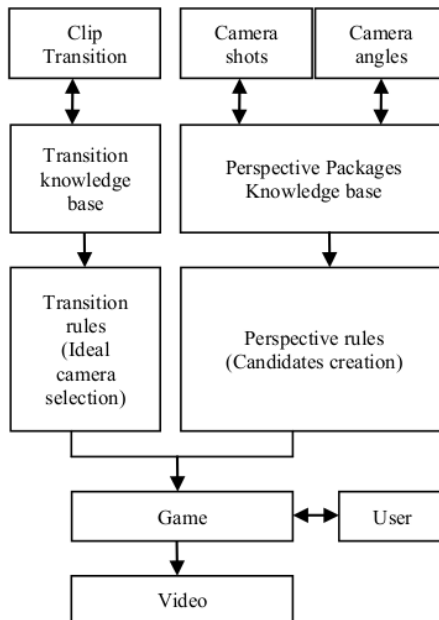 Clip
Transition
Camera
shots
Camera
angles
Transition
knowledge
base
Perspective Packages
Knowledge base
Transition
rules
(Ideal
camera
selection)
Perspective rules
(Candidates creation)
Game
User
Video